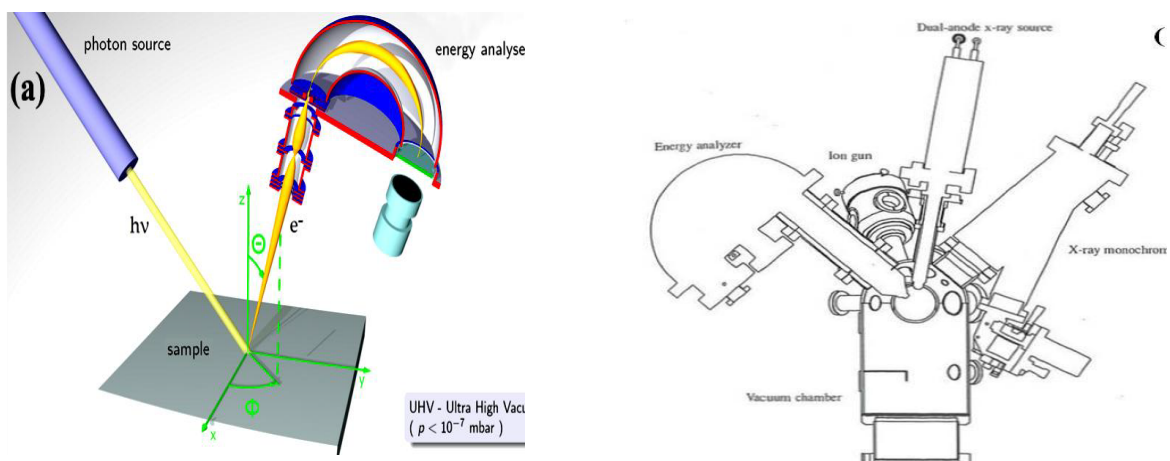 photon source
energy analyse
(a)
z
Θ
hν
e-
sample
y
Φ
x
UHV - Ultra High Vacu
( p < 10⁻⁷ mbar )
Dual-anode x-ray source
Energy analyzer
Ion gun
X-ray monochrom
Vacuum chamber